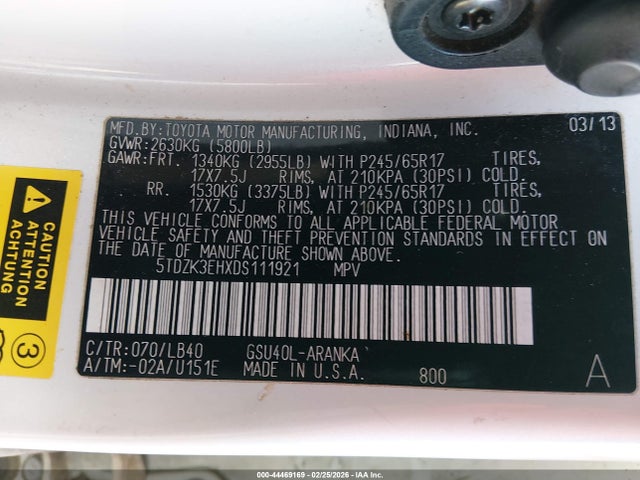 MFD.BY:TOYOTA MOTOR MANUFACTURING, INDIANA, INC. 03/13
GVWR:2630KG (5800LB)
GAWR:FRT. 1340KG (2955LB) WITH P245/65R17 TIRES,
17X7.5J RIMS, AT 210KPA (30PSI) COLD.
RR. 1530KG (3375LB) WITH P245/65R17 TIRES,
17X7.5J RIMS, AT 210KPA (30PSI) COLD.
THIS VEHICLE CONFORMS TO ALL APPLICABLE FEDERAL MOTOR
VEHICLE SAFETY AND THEFT PREVENTION STANDARDS IN EFFECT ON
THE DATE OF MANUFACTURE SHOWN ABOVE.
5TDZK3EHXDS111921 MPV
C/TR:070/LB40 GSU40L-ARANKA
A/TM:-02A/U151E MADE IN U.S.A. 800 A
CAUTION
ATTENTION
ACHTUNG
3
000-44469169 - 02/25/2026 - IAA Inc.